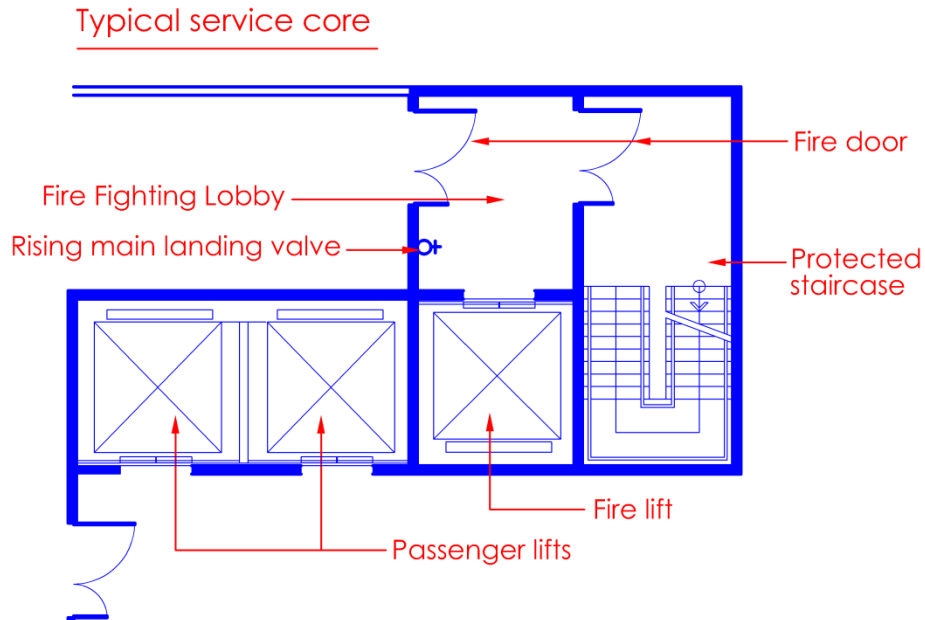 Typical service core
Fire door
Fire Fighting Lobby
Rising main landing valve
Protected
staircase
Fire lift
Passenger lifts